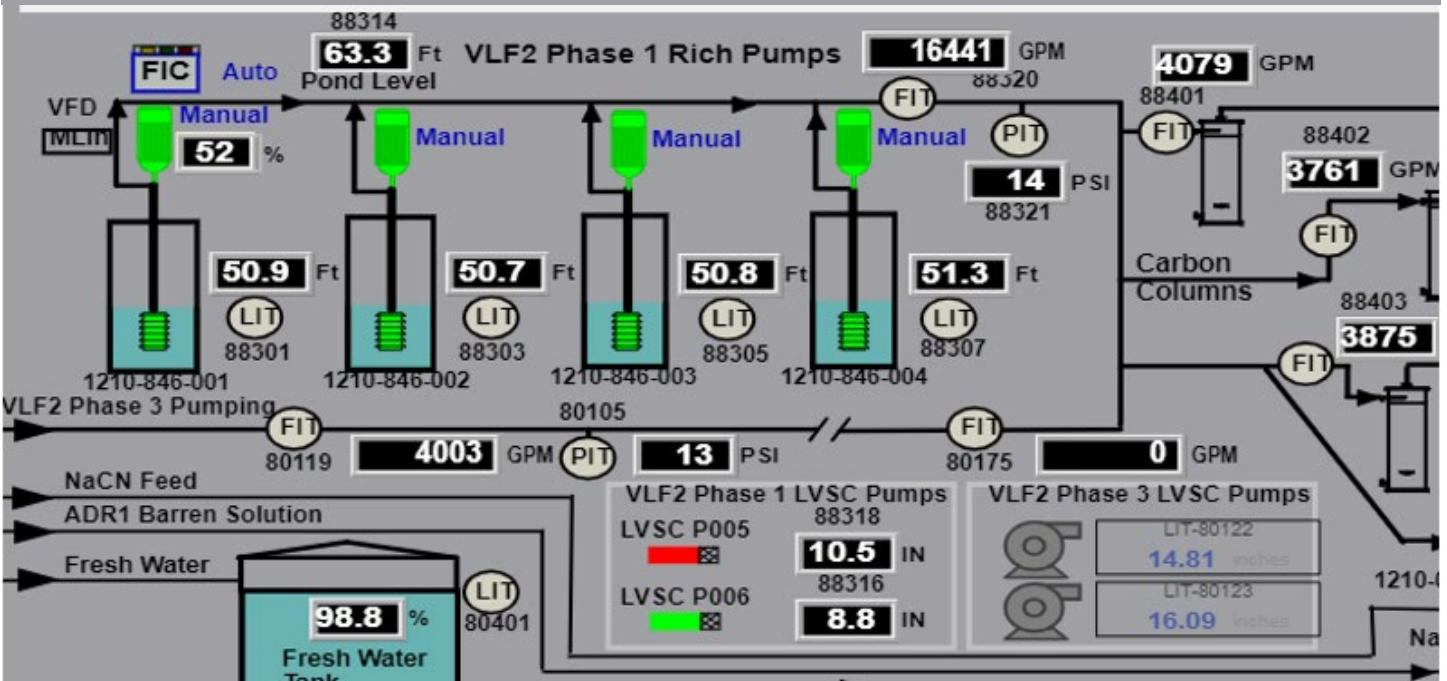 88314
63.3 Ft
VLF2 Phase 1 Rich Pumps
16441 GPM
88320
4079 GPM
88401
FIC
Auto
Pond Level
VFD
Manual
52 %
Manual
Manual
Manual
FIT
PIT
14 PSI
88321
FIT
88402
3761 GPM
FIT
50.9 Ft
LIT
88301
50.7 Ft
LIT
88303
50.8 Ft
LIT
88305
51.3 Ft
LIT
88307
Carbon
Columns
88403
3875
FIT
1210-846-001
1210-846-002
1210-846-003
1210-846-004
VLF2 Phase 3 Pumping
FIT
80119
4003 GPM
80105
PIT
13 PSI
FIT
80175
0 GPM
NaCN Feed
ADR1 Barren Solution
Fresh Water
98.8 %
LIT
80401
Fresh Water
Tank
VLF2 Phase 1 LVSC Pumps
88318
LVSC P005
10.5 IN
88316
LVSC P006
8.8 IN
VLF2 Phase 3 LVSC Pumps
LIT-80122
14.81 inches
LIT-80123
16.09 inches
1210-
Na